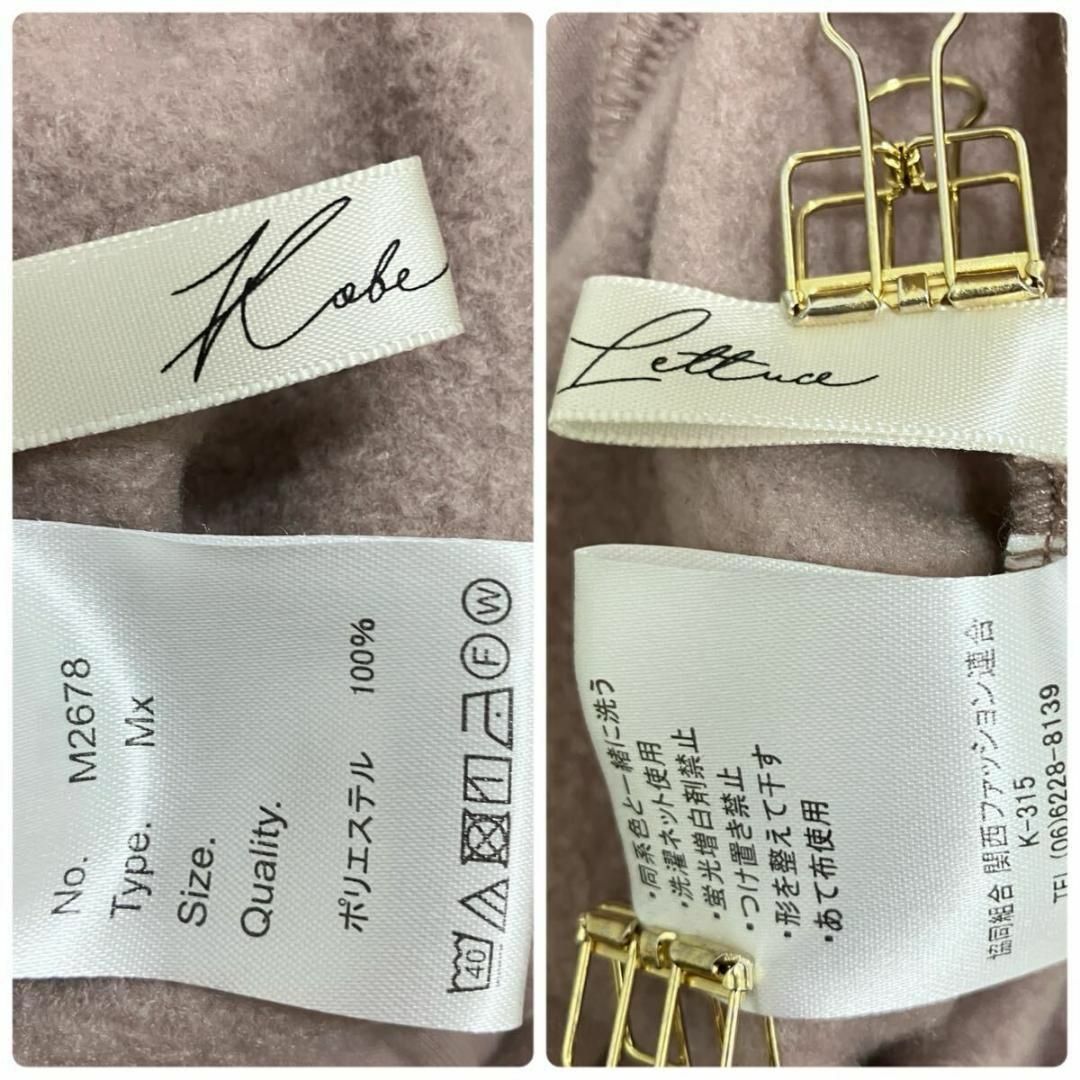 Kobe
No. M2678
Type. Mx
Size.
Quality.
ポリエステル 100%
40
F
W
Lettuce
・同系色と一緒に洗う
・洗濯ネット使用
・蛍光増白剤禁止
・つけ置き禁止
・形を整えて干す
・あて布使用
協同組合 関西ファッション連合
K-315
TEL (06)6228-8139